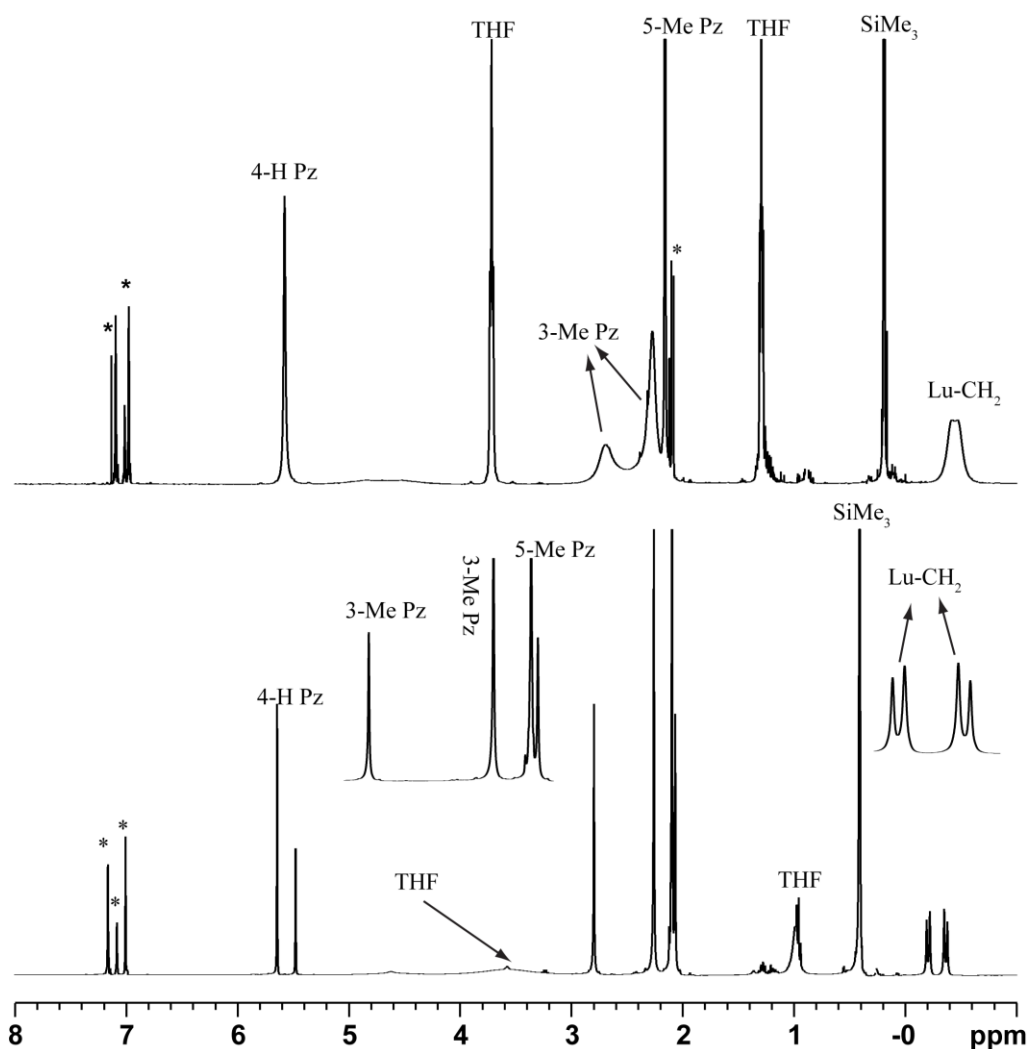 THF
5-Me Pz
THF
SiMe₃
4-H Pz
*
*
*
3-Me Pz
Lu-CH₂
SiMe₃
5-Me Pz
3-Me Pz
3-Me Pz
Lu-CH₂
4-H Pz
*
*
*
THF
THF
8 7 6 5 4 3 2 1 -0 ppm